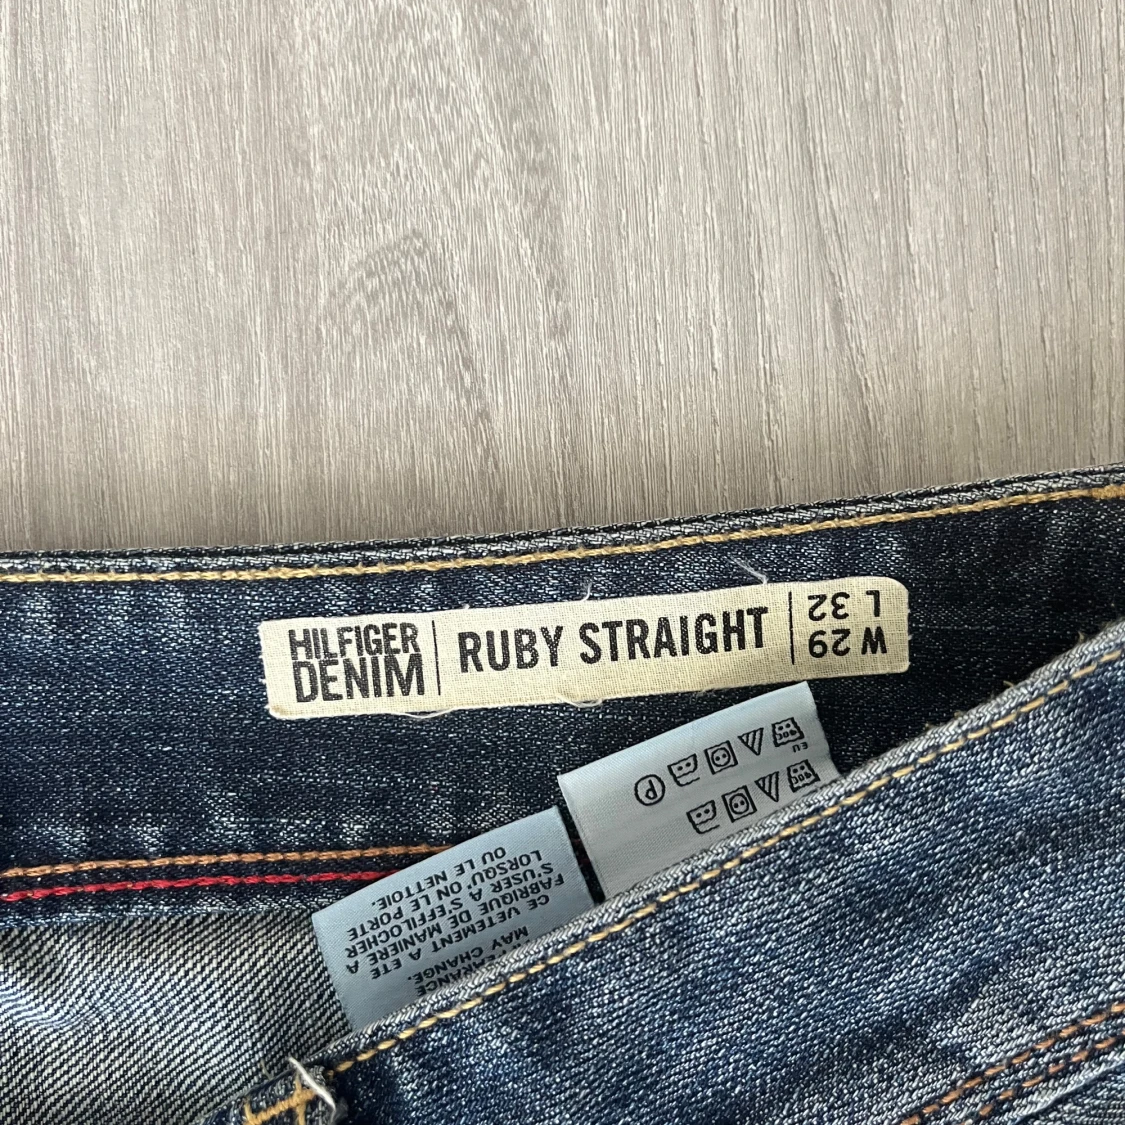 HILFIGER
DENIM
RUBY STRAIGHT
W 29
L 32
EU
P
MAY CHANGE.
CE VETEMENT A ETE
FABRIQUE DE MANIERE A
S'USER A S'EFFILOCHER
LORSQU'ON LE PORTE
OU LE NETTOIE.